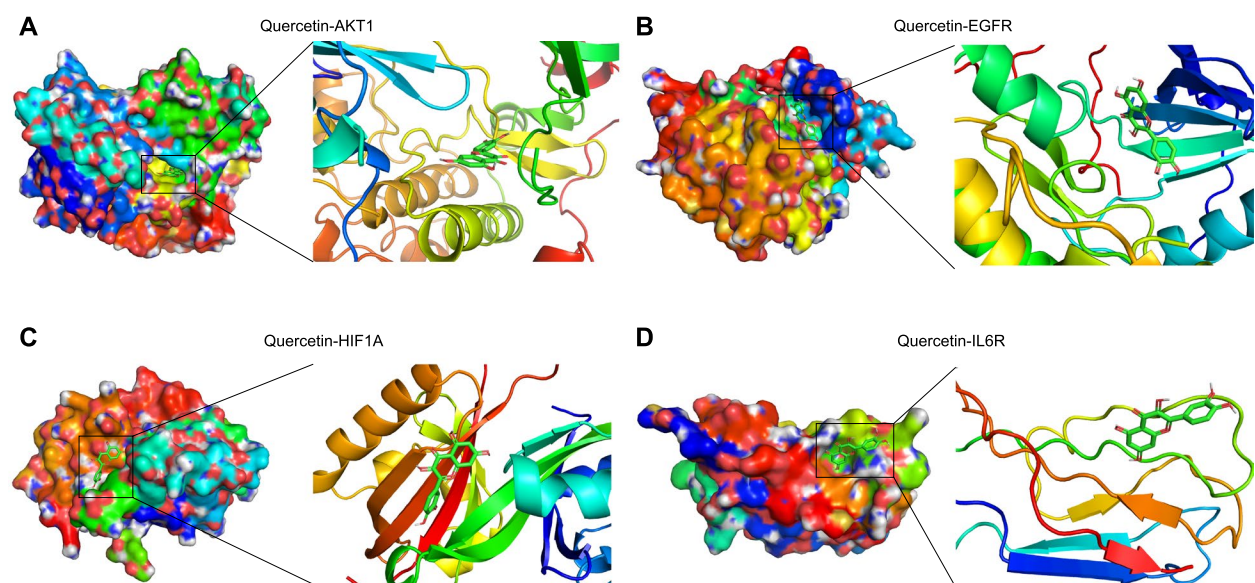 A
Quercetin-AKT1
B
Quercetin-EGFR
C
Quercetin-HIF1A
D
Quercetin-IL6R